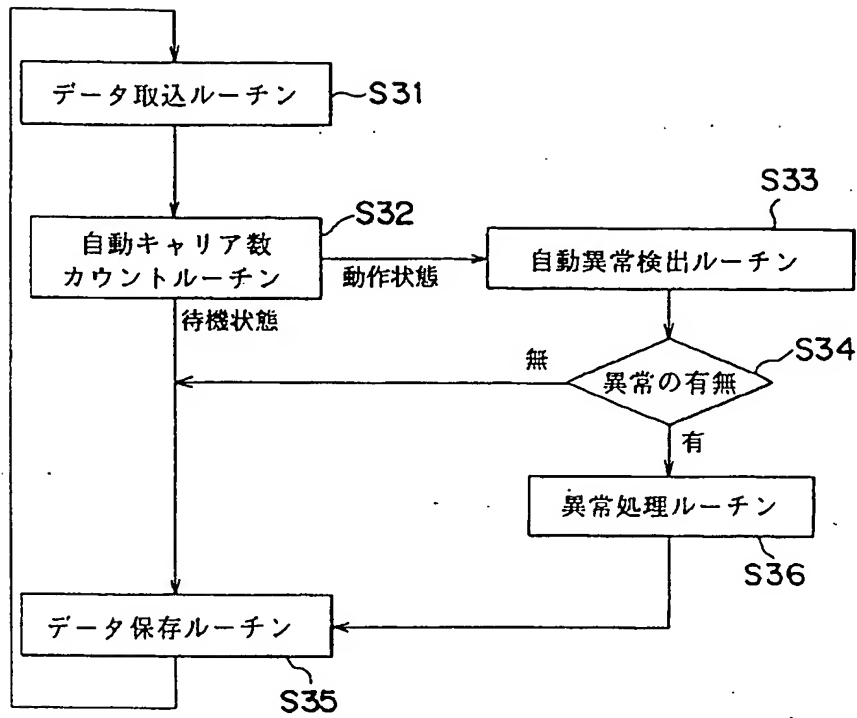 データ取込ルーチン
S31
自動キャリア数
カウントルーチン
S32
動作状態
待機状態
S33
自動異常検出ルーチン
S34
異常の有無
無
有
異常処理ルーチン
S36
データ保存ルーチン
S35